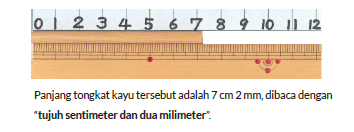 0 1 2 3 4 5 6 7 8 9 10 11 12
Panjang tongkat kayu tersebut adalah 7 cm 2 mm, dibaca dengan
“tujuh sentimeter dan dua milimeter”.